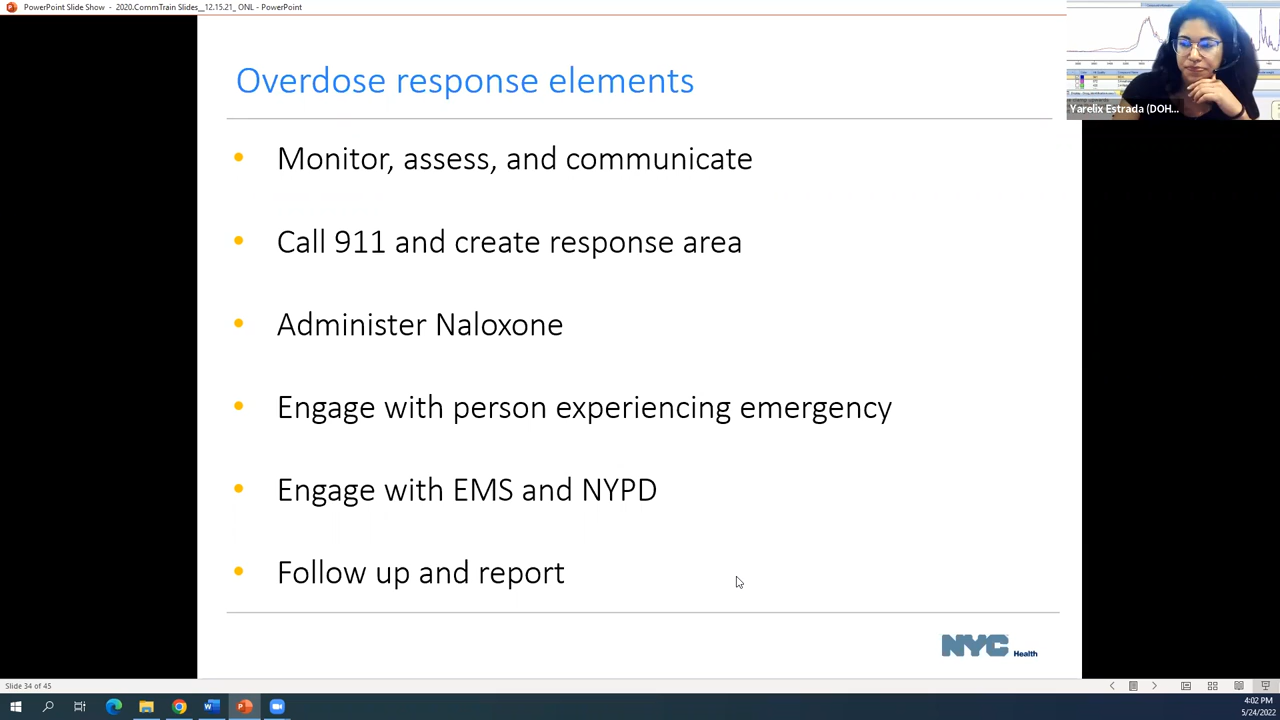 PowerPoint Slide Show - 2020.CommTrain Slides__12.15.21_ ONL - PowerPoint
Overdose response elements
Yarelix Estrada (DOH...
• Monitor, assess, and communicate
• Call 911 and create response area
• Administer Naloxone
• Engage with person experiencing emergency
• Engage with EMS and NYPD
• Follow up and report
NYC Health
Slide 34 of 45
4:02 PM
5/24/2022